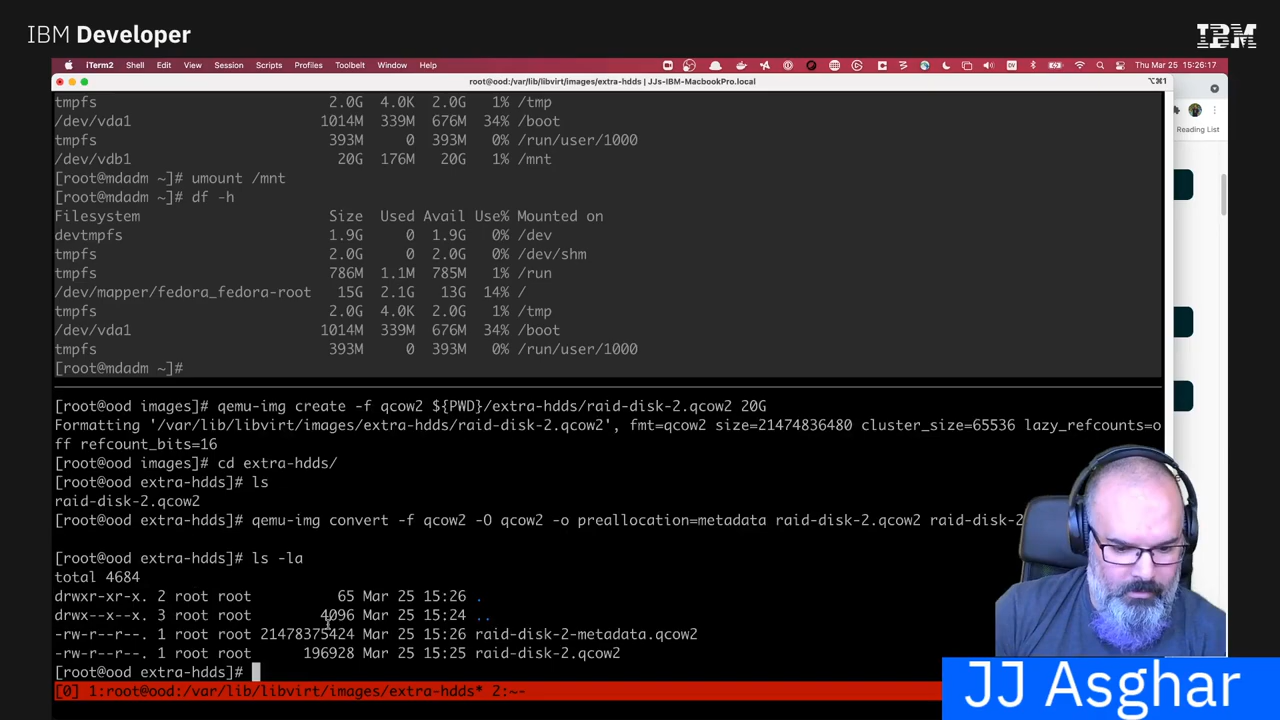 IBM Developer
IBM
iTerm2 Shell Edit View Session Scripts Profiles Toolbelt Window Help
Thu Mar 25 15:26:17
root@ood:/var/lib/libvirt/images/extra-hdds | JJs-IBM-MacbookPro.local
⌥⌘1
Reading List
tmpfs 2.0G 4.0K 2.0G 1% /tmp
/dev/vda1 1014M 339M 676M 34% /boot
tmpfs 393M 0 393M 0% /run/user/1000
/dev/vdb1 20G 176M 20G 1% /mnt
[root@mdadm ~]# umount /mnt
[root@mdadm ~]# df -h
Filesystem Size Used Avail Use% Mounted on
devtmpfs 1.9G 0 1.9G 0% /dev
tmpfs 2.0G 0 2.0G 0% /dev/shm
tmpfs 786M 1.1M 785M 1% /run
/dev/mapper/fedora_fedora-root 15G 2.1G 13G 14% /
tmpfs 2.0G 4.0K 2.0G 1% /tmp
/dev/vda1 1014M 339M 676M 34% /boot
tmpfs 393M 0 393M 0% /run/user/1000
[root@mdadm ~]#
[root@ood images]# qemu-img create -f qcow2 ${PWD}/extra-hdds/raid-disk-2.qcow2 20G
Formatting '/var/lib/libvirt/images/extra-hdds/raid-disk-2.qcow2', fmt=qcow2 size=21474836480 cluster_size=65536 lazy_refcounts=o
ff refcount_bits=16
[root@ood images]# cd extra-hdds/
[root@ood extra-hdds]# ls
raid-disk-2.qcow2
[root@ood extra-hdds]# qemu-img convert -f qcow2 -O qcow2 -o preallocation=metadata raid-disk-2.qcow2 raid-disk-2
[root@ood extra-hdds]# ls -la
total 4684
drwxr-xr-x. 2 root root 65 Mar 25 15:26 .
drwx--x--x. 3 root root 4096 Mar 25 15:24 ..
-rw-r--r--. 1 root root 21478375424 Mar 25 15:26 raid-disk-2-metadata.qcow2
-rw-r--r--. 1 root root 196928 Mar 25 15:25 raid-disk-2.qcow2
[root@ood extra-hdds]#
[0] 1:root@ood:/var/lib/libvirt/images/extra-hdds* 2:~-
JJ Asghar